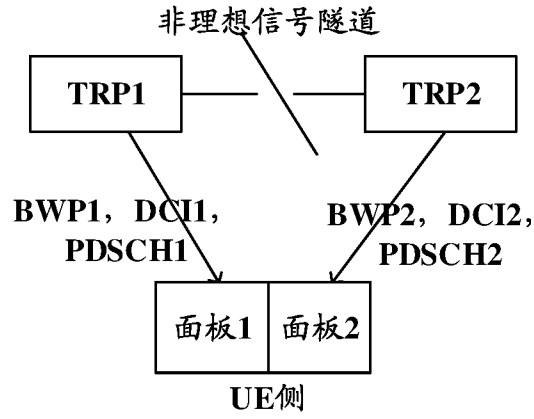 非理想信号隧道
TRP1
TRP2
BWP1，DCI1，
PDSCH1
BWP2，DCI2，
PDSCH2
面板1
面板2
UE侧